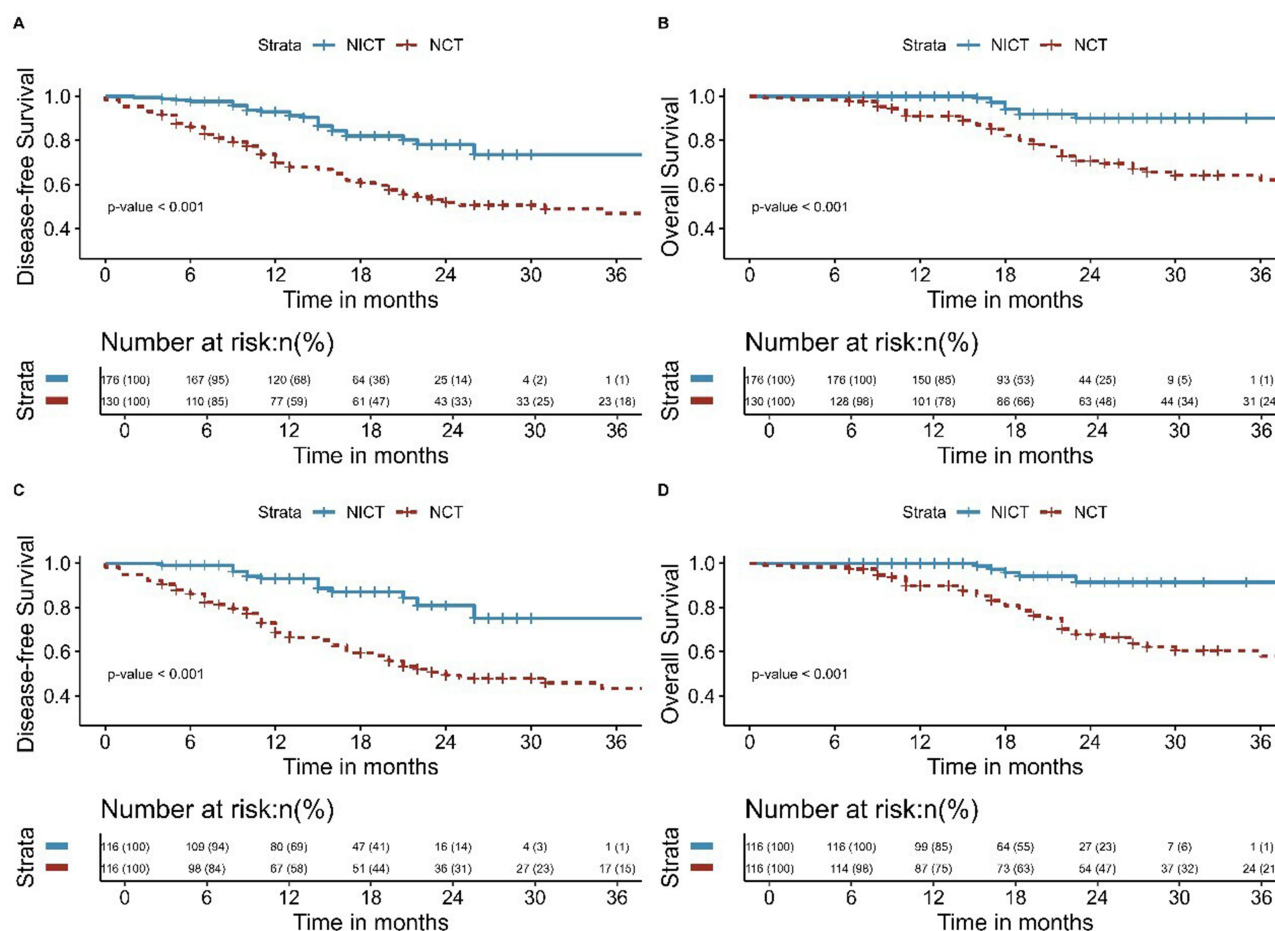 A
Strata NICT NCT
Disease-free Survival
1.0
0.8
0.6
0.4
p-value < 0.001
0 6 12 18 24 30 36
Time in months
Number at risk:n(%)
Strata
176 (100) 167 (95) 120 (68) 64 (36) 25 (14) 4 (2) 1 (1)
130 (100) 110 (85) 77 (59) 61 (47) 43 (33) 33 (25) 23 (18)
0 6 12 18 24 30 36
Time in months
B
Strata NICT NCT
Overall Survival
1.0
0.8
0.6
0.4
p-value < 0.001
0 6 12 18 24 30 36
Time in months
Number at risk:n(%)
Strata
176 (100) 176 (100) 150 (85) 93 (53) 44 (25) 9 (5) 1 (1)
130 (100) 128 (98) 101 (78) 86 (66) 63 (48) 44 (34) 31 (24
0 6 12 18 24 30 36
Time in months
C
Strata NICT NCT
Disease-free Survival
1.0
0.8
0.6
0.4
p-value < 0.001
0 6 12 18 24 30 36
Time in months
Number at risk:n(%)
Strata
116 (100) 109 (94) 80 (69) 47 (41) 16 (14) 4 (3) 1 (1)
116 (100) 98 (84) 67 (58) 51 (44) 36 (31) 27 (23) 17 (15)
0 6 12 18 24 30 36
Time in months
D
Strata NICT NCT
Overall Survival
1.0
0.8
0.6
0.4
p-value < 0.001
0 6 12 18 24 30 36
Time in months
Number at risk:n(%)
Strata
116 (100) 116 (100) 99 (85) 64 (55) 27 (23) 7 (6) 1 (1)
116 (100) 114 (98) 87 (75) 73 (63) 54 (47) 37 (32) 24 (21
0 6 12 18 24 30 36
Time in months